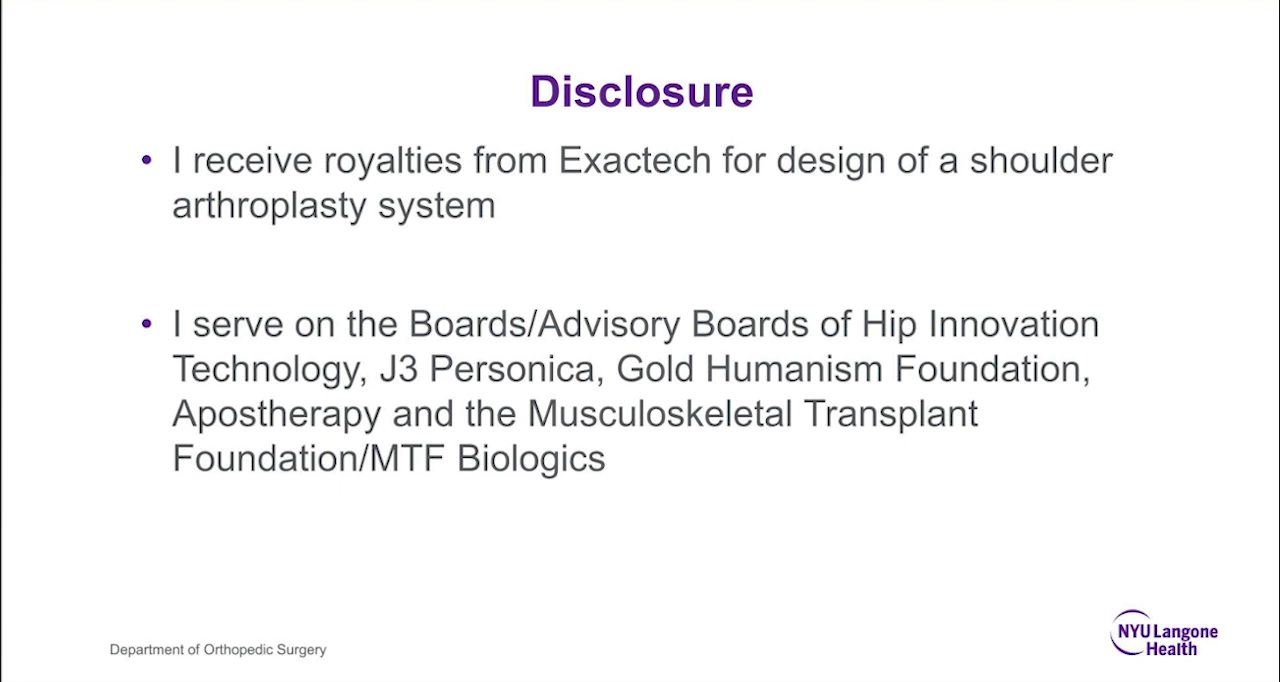 Disclosure
• I receive royalties from Exactech for design of a shoulder
arthroplasty system
• I serve on the Boards/Advisory Boards of Hip Innovation
Technology, J3 Personica, Gold Humanism Foundation,
Apostherapy and the Musculoskeletal Transplant
Foundation/MTF Biologics
Department of Orthopedic Surgery
NYU Langone
Health